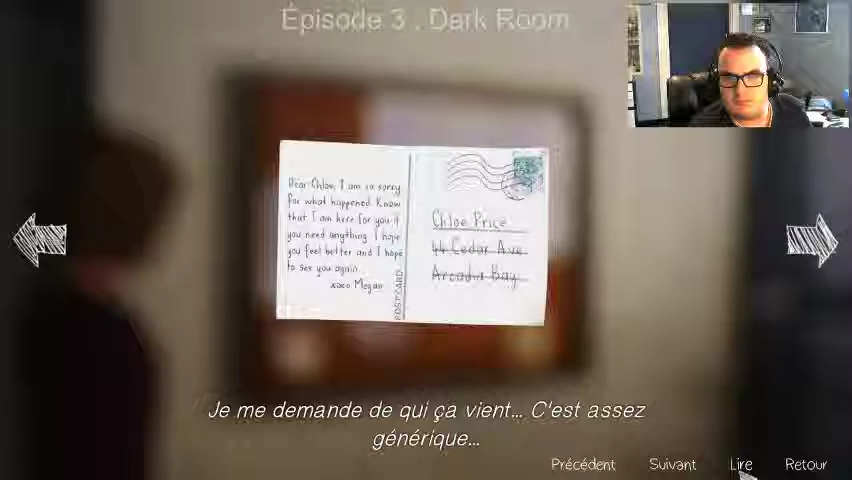 Épisode 3 : Dark Room
Dear Chloe, I am so sorry
for what happened. Know
that I am here for you if
you need anything. I hope
you feel better and I hope
to see you again.
xoxo Megan
POSTCARD
Chloe Price
44 Cedar Ave
Arcadia Bay
Je me demande de qui ça vient... C'est assez
générique...
Précédent
Suivant
Lire
Retour